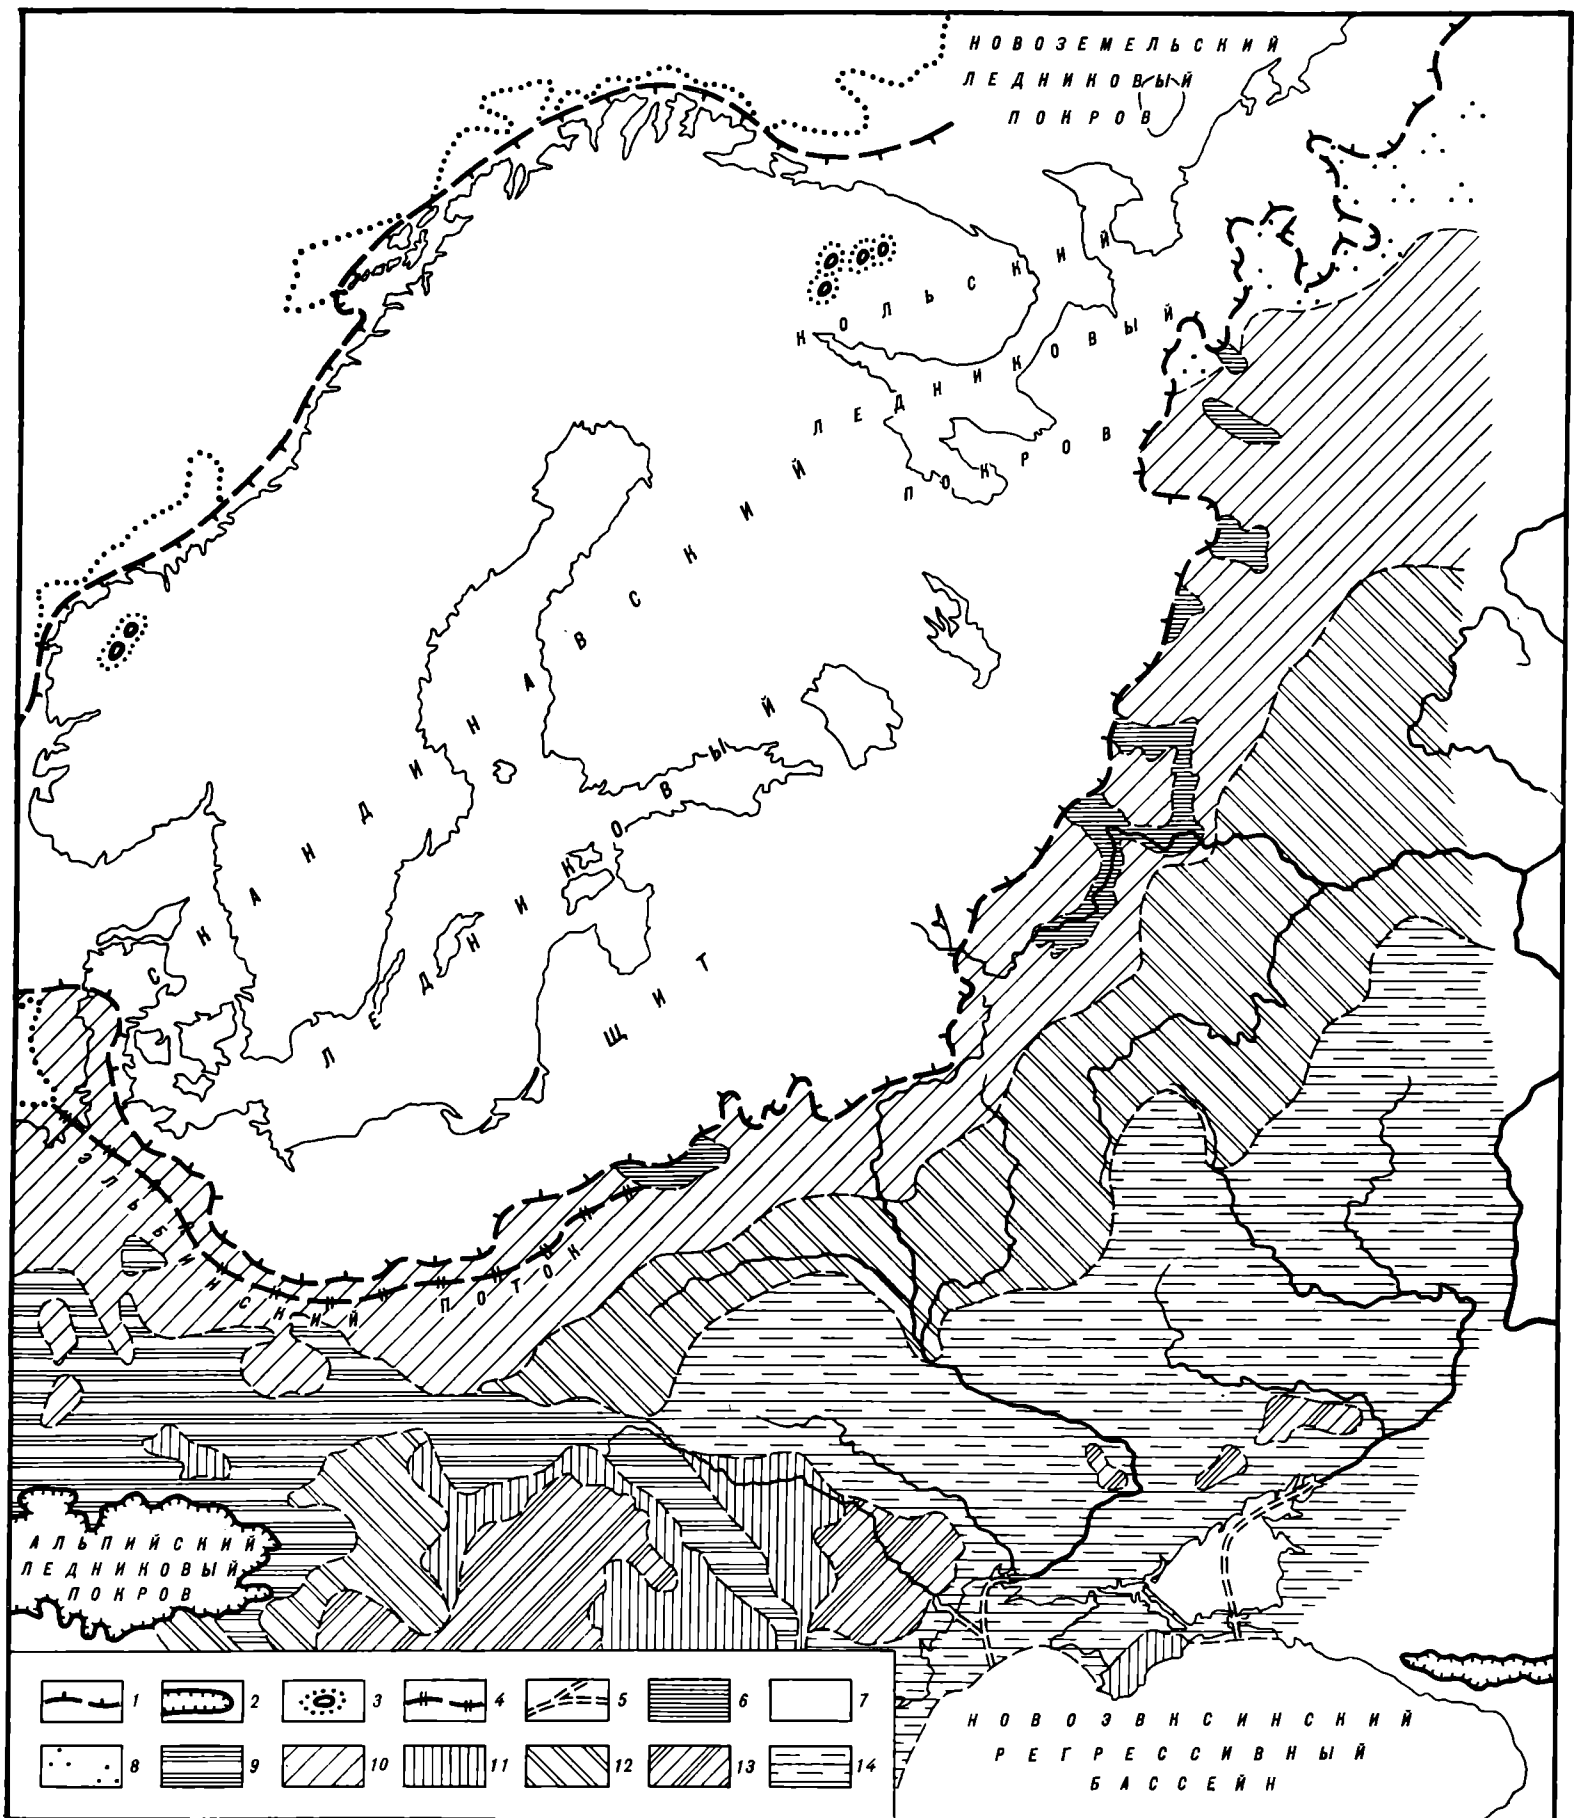 НОВОЗЕМЕЛЬСКИЙ
ЛЕДНИКОВЫЙ
ПОКРОВ
КОЛЬСКИЙ
ЛЕДНИКОВЫЙ
ПОКРОВ
СКАНДИНАВСКИЙ
ЛЕДНИКОВЫЙ
ЩИТ
ЭЛЬБИНСКИЙ ПОТОК
АЛЬПИЙСКИЙ
ЛЕДНИКОВЫЙ
ПОКРОВ
1 2 3 4 5 6 7
8 9 10 11 12 13 14
НОВОЭВКСИНСКИЙ
РЕГРЕССИВНЫЙ
БАССЕЙН